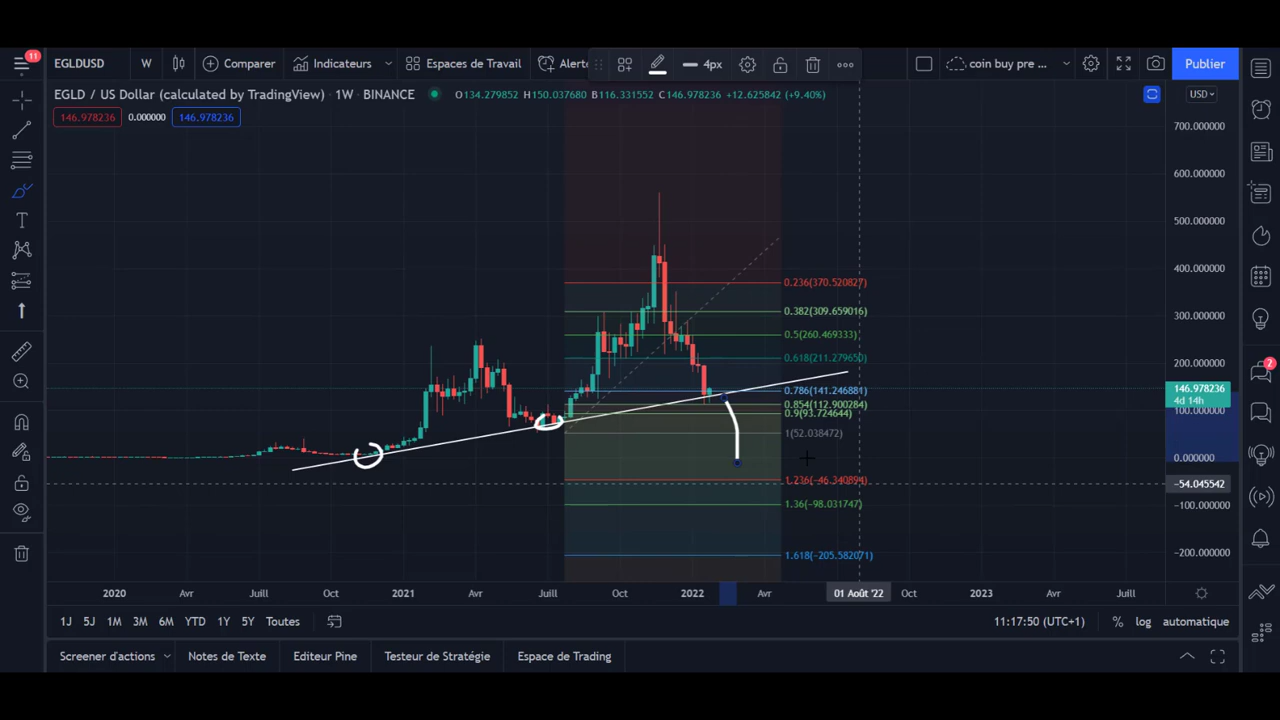 11
EGLDUSD
W
Comparer
Indicateurs
Espaces de Travail
Alerte
4px
coin buy pre ...
Publier
EGLD / US Dollar (calculated by TradingView) · 1W · BINANCE
O134.279852 H150.037680 B116.331552 C146.978236 +12.625842 (+9.40%)
USD
146.978236 0.000000 146.978236
700.000000
600.000000
500.000000
400.000000
300.000000
200.000000
146.978236
4d 14h
100.000000
0.000000
−54.045542
−100.000000
−200.000000
0.236(370.520827)
0.382(309.659016)
0.5(260.469333)
0.618(211.279650)
0.786(141.246881)
0.854(112.900284)
0.9(93.724644)
1(52.038472)
1.236(−46.340894)
1.36(−98.031747)
1.618(−205.582071)
2
2020 Avr Juill Oct 2021 Avr Juill Oct 2022 Avr 01 Août '22 Oct 2023 Avr Juill
1J 5J 1M 3M 6M YTD 1Y 5Y Toutes
11:17:50 (UTC+1) % log automatique
Screener d'actions Notes de Texte Editeur Pine Testeur de Stratégie Espace de Trading